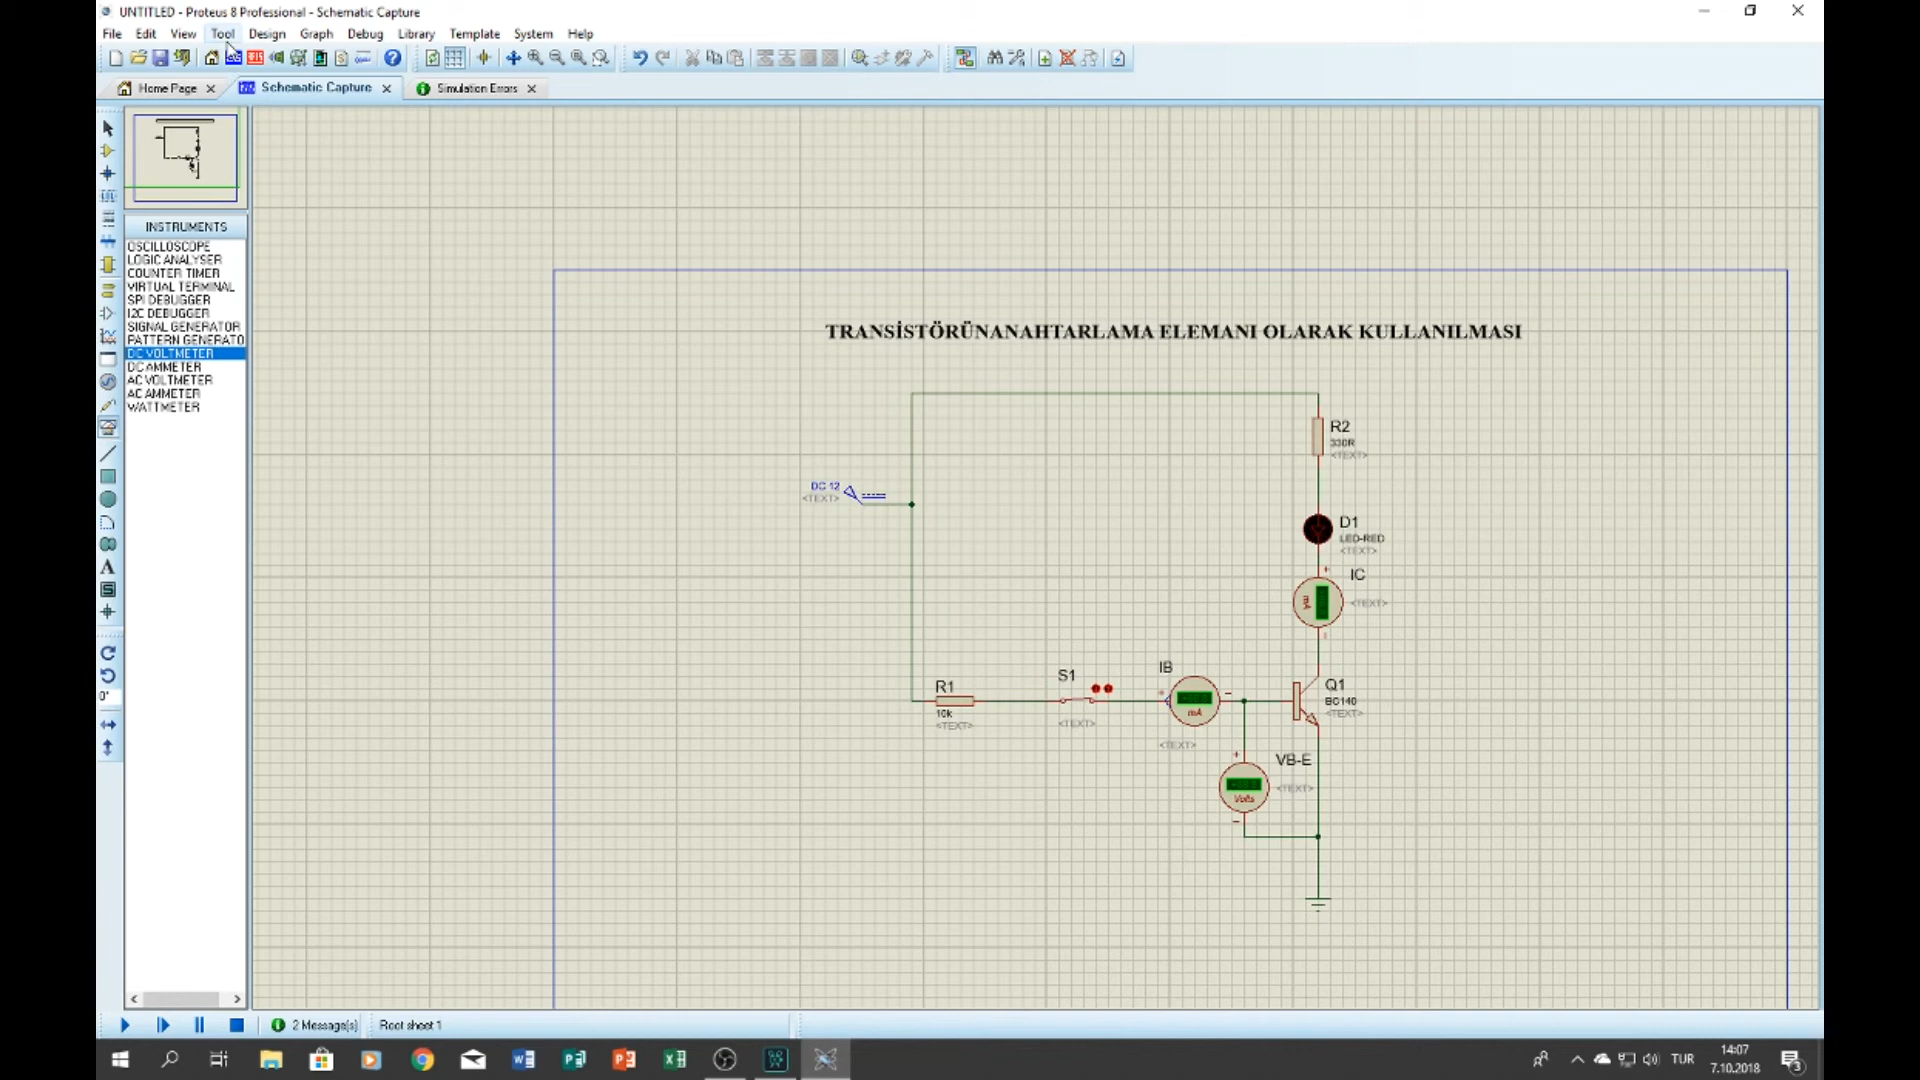 UNTITLED - Proteus 8 Professional - Schematic Capture
File Edit View Tool Design Graph Debug Library Template System Help
Home Page Schematic Capture Simulation Errors
INSTRUMENTS
OSCILLOSCOPE
LOGIC ANALYSER
COUNTER TIMER
VIRTUAL TERMINAL
SPI DEBUGGER
I2C DEBUGGER
SIGNAL GENERATOR
PATTERN GENERATO
DC VOLTMETER
DC AMMETER
AC VOLTMETER
AC AMMETER
WATTMETER
0°
TRANSİSTÖRÜNANAHTARLAMA ELEMANI OLARAK KULLANILMASI
R2
330R
<TEXT>
DC 12
<TEXT>
D1
LED-RED
<TEXT>
IC
<TEXT>
mA
R1
10k
<TEXT>
S1
<TEXT>
IB
mA
<TEXT>
Q1
BC140
<TEXT>
VB-E
<TEXT>
Volts
2 Message(s) Root sheet 1
TUR
14:07
7.10.2018
3